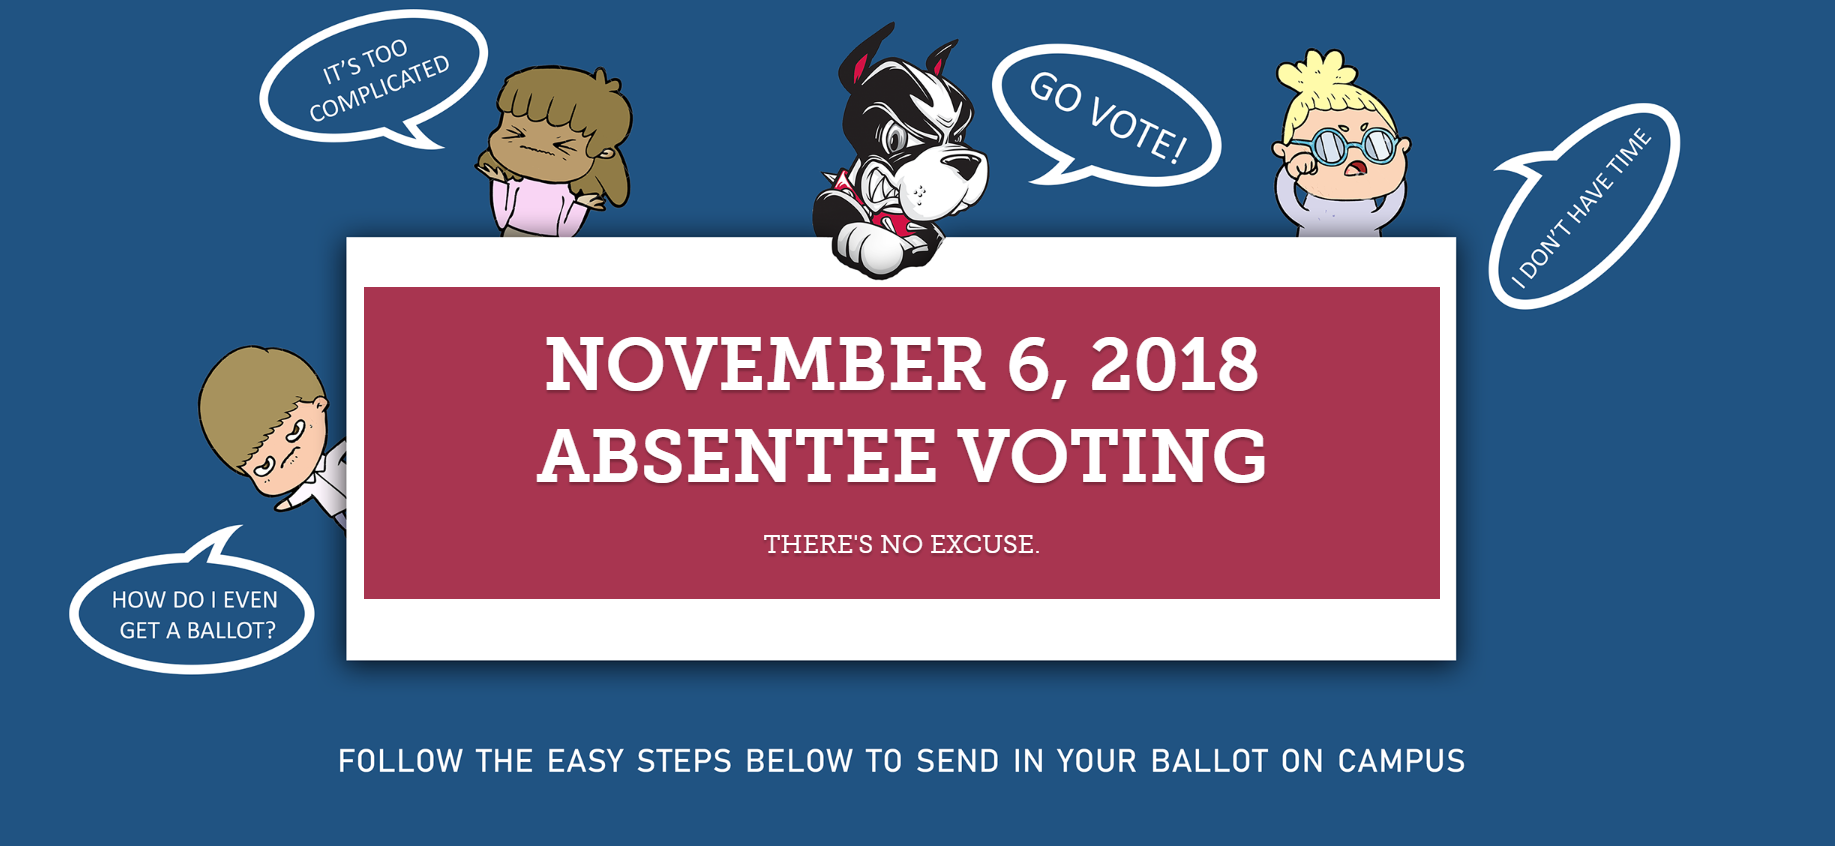 IT'S TOO
COMPLICATED
GO VOTE!
I DON'T HAVE TIME
NOVEMBER 6, 2018
ABSENTEE VOTING
THERE'S NO EXCUSE.
HOW DO I EVEN
GET A BALLOT?
FOLLOW THE EASY STEPS BELOW TO SEND IN YOUR BALLOT ON CAMPUS